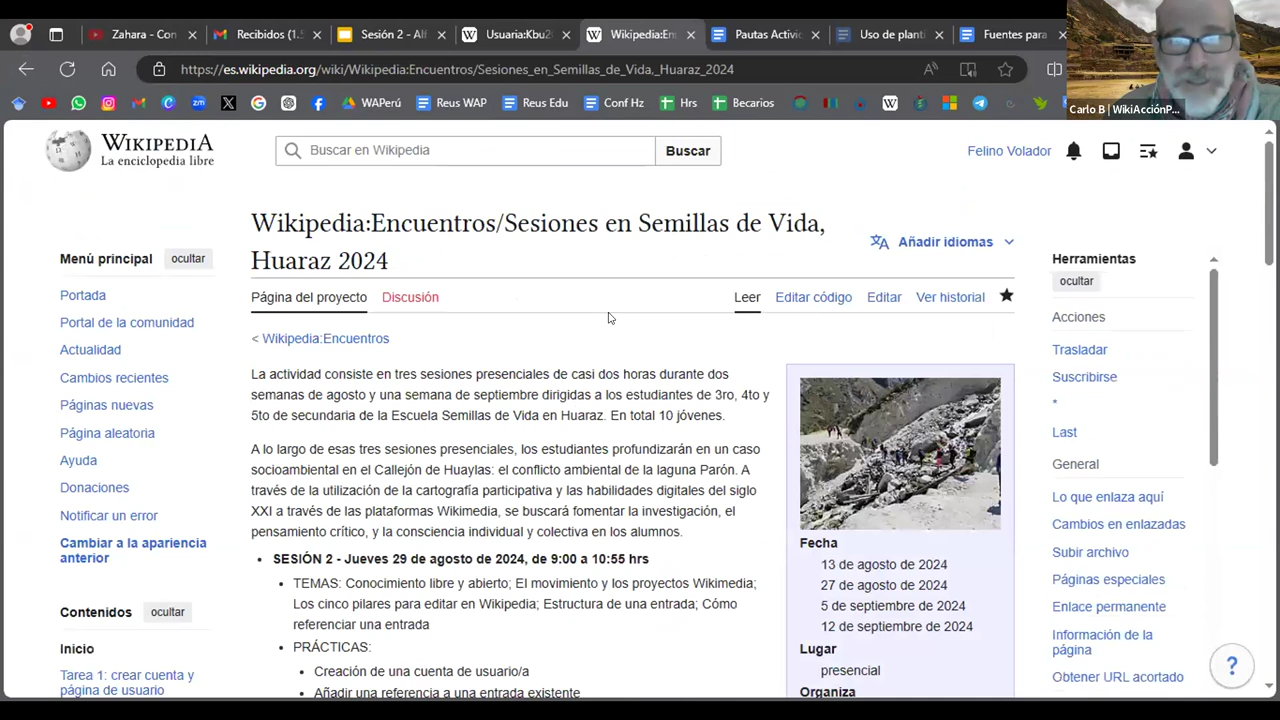 Zahara - Con
Recibidos (1.5
Sesión 2 - Alf
Usuaria:Kbu2
Wikipedia:En
Pautas Activi
Uso de planti
Fuentes para
https://es.wikipedia.org/wiki/Wikipedia:Encuentros/Sesiones_en_Semillas_de_Vida,_Huaraz_2024
WAPerú
Reus WAP
Reus Edu
Conf Hz
Hrs
Becarios
Carlo B | WikiAcciónP...
WIKIPEDIA
La enciclopedia libre
Buscar en Wikipedia
Buscar
Felino Volador
Wikipedia:Encuentros/Sesiones en Semillas de Vida,
Huaraz 2024
Añadir idiomas
Página del proyecto
Discusión
Leer
Editar código
Editar
Ver historial
Menú principal
ocultar
Portada
Portal de la comunidad
Actualidad
Cambios recientes
Páginas nuevas
Página aleatoria
Ayuda
Donaciones
Notificar un error
Cambiar a la apariencia
anterior
Contenidos
ocultar
Inicio
Tarea 1: crear cuenta y
página de usuario
< Wikipedia:Encuentros
La actividad consiste en tres sesiones presenciales de casi dos horas durante dos
semanas de agosto y una semana de septiembre dirigidas a los estudiantes de 3ro, 4to y
5to de secundaria de la Escuela Semillas de Vida en Huaraz. En total 10 jóvenes.
A lo largo de esas tres sesiones presenciales, los estudiantes profundizarán en un caso
socioambiental en el Callejón de Huaylas: el conflicto ambiental de la laguna Parón. A
través de la utilización de la cartografía participativa y las habilidades digitales del siglo
XXI a través de las plataformas Wikimedia, se buscará fomentar la investigación, el
pensamiento crítico, y la consciencia individual y colectiva en los alumnos.
• SESIÓN 2 - Jueves 29 de agosto de 2024, de 9:00 a 10:55 hrs
• TEMAS: Conocimiento libre y abierto; El movimiento y los proyectos Wikimedia;
Los cinco pilares para editar en Wikipedia; Estructura de una entrada; Cómo
referenciar una entrada
• PRÁCTICAS:
• Creación de una cuenta de usuario/a
• Añadir una referencia a una entrada existente
Fecha
13 de agosto de 2024
27 de agosto de 2024
5 de septiembre de 2024
12 de septiembre de 2024
Lugar
presencial
Organiza
Herramientas
ocultar
Acciones
Trasladar
Suscribirse
*
Last
General
Lo que enlaza aquí
Cambios en enlazadas
Subir archivo
Páginas especiales
Enlace permanente
Información de la
página
Obtener URL acortado
?